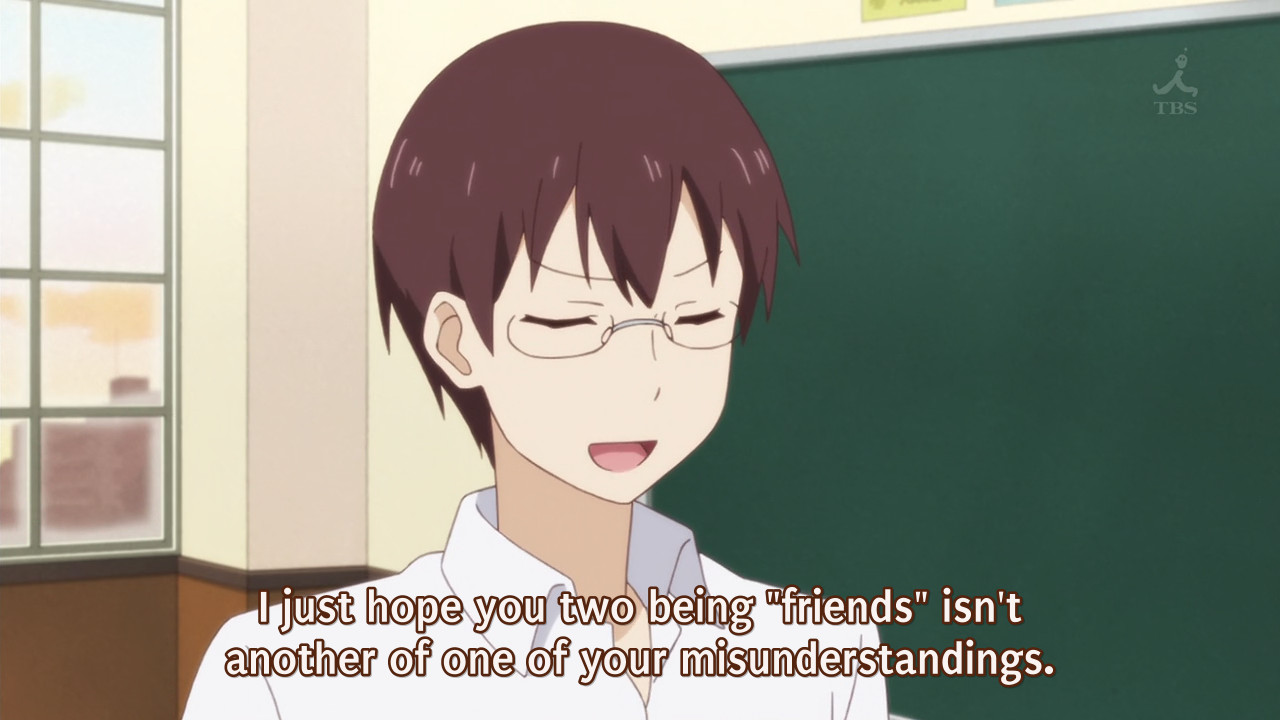 TBS
I just hope you two being "friends" isn't
another of one of your misunderstandings.